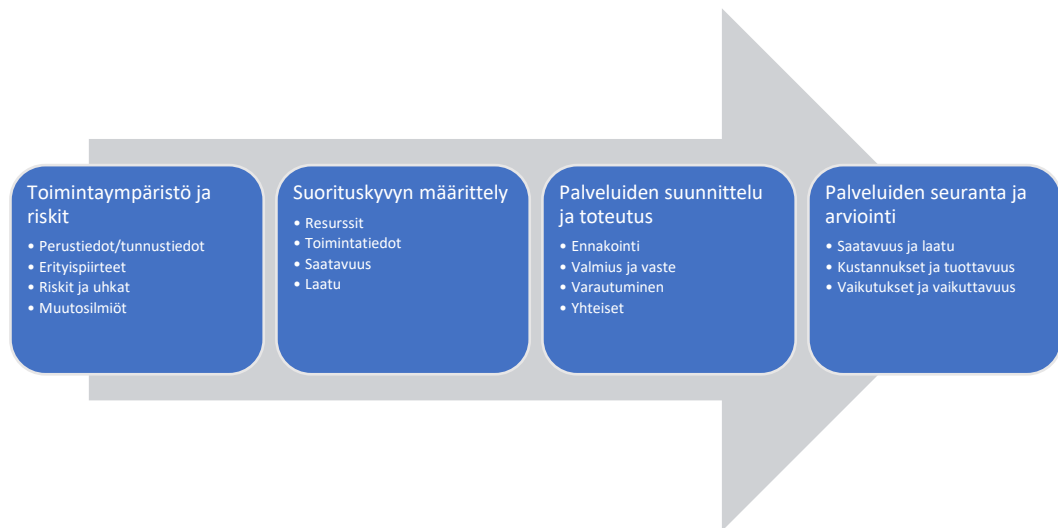 Toimintaympäristö ja
riskit
• Perustiedot/tunnustiedot
• Erityispiirteet
• Riskit ja uhkat
• Muutosilmiöt
Suorituskyvyn määrittely
• Resurssit
• Toimintatiedot
• Saatavuus
• Laatu
Palveluiden suunnittelu
ja toteutus
• Ennakointi
• Valmius ja vaste
• Varautuminen
• Yhteiset
Palveluiden seuranta ja
arviointi
• Saatavuus ja laatu
• Kustannukset ja tuottavuus
• Vaikutukset ja vaikuttavuus